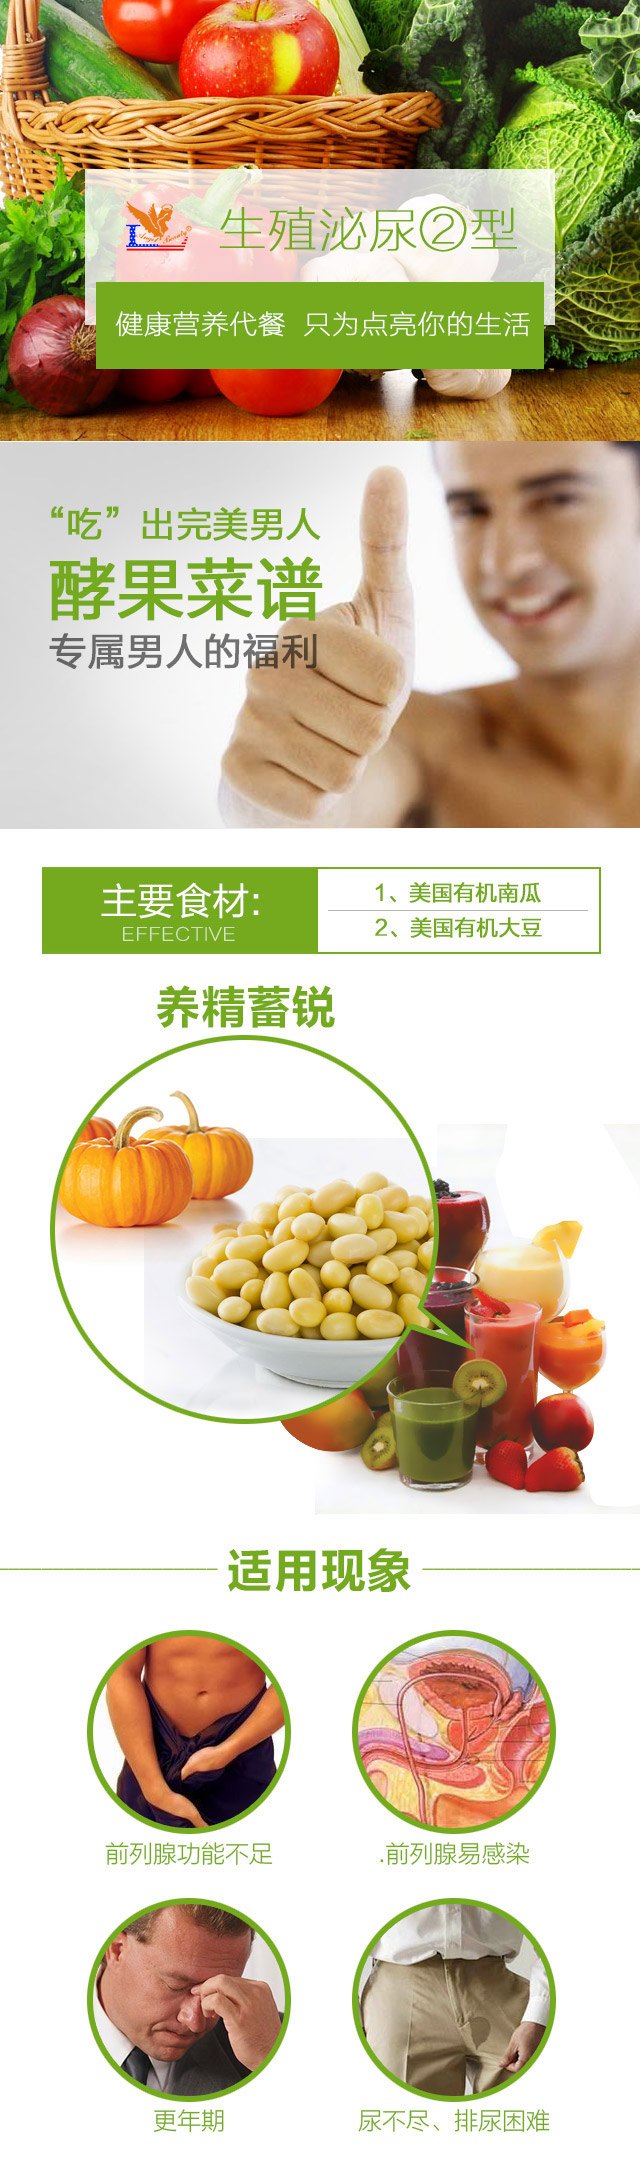 生殖泌尿②型
健康营养代餐 只为点亮你的生活
“吃”出完美男人
酵果菜谱
专属男人的福利
主要食材:
EFFECTIVE
1、美国有机南瓜
2、美国有机大豆
养精蓄锐
适用现象
前列腺功能不足
.前列腺易感染
更年期
尿不尽、排尿困难